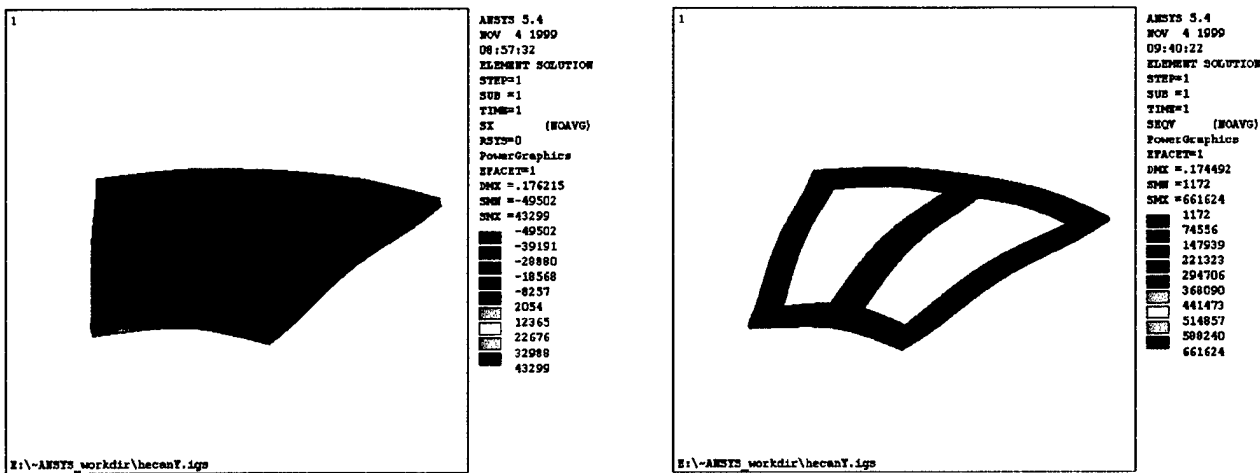 1
ANSYS 5.4
NOV 4 1999
08:57:32
ELEMENT SOLUTION
STEP=1
SUB =1
TIME=1
SX (NOAVG)
RSYS=0
PowerGraphics
EFACET=1
DMX =.176215
SMN =-49502
SMX =43299
-49502
-39191
-28880
-18568
-8257
2054
12365
22676
32988
43299
E:\~ANSYS_workdir\hecanY.igs
1
ANSYS 5.4
NOV 4 1999
09:40:22
ELEMENT SOLUTION
STEP=1
SUB =1
TIME=1
SEQV (NOAVG)
PowerGraphics
EFACET=1
DMX =.174492
SMN =1172
SMX =661624
1172
74556
147939
221323
294706
368090
441473
514857
588240
661624
E:\~ANSYS_workdir\hecanY.igs